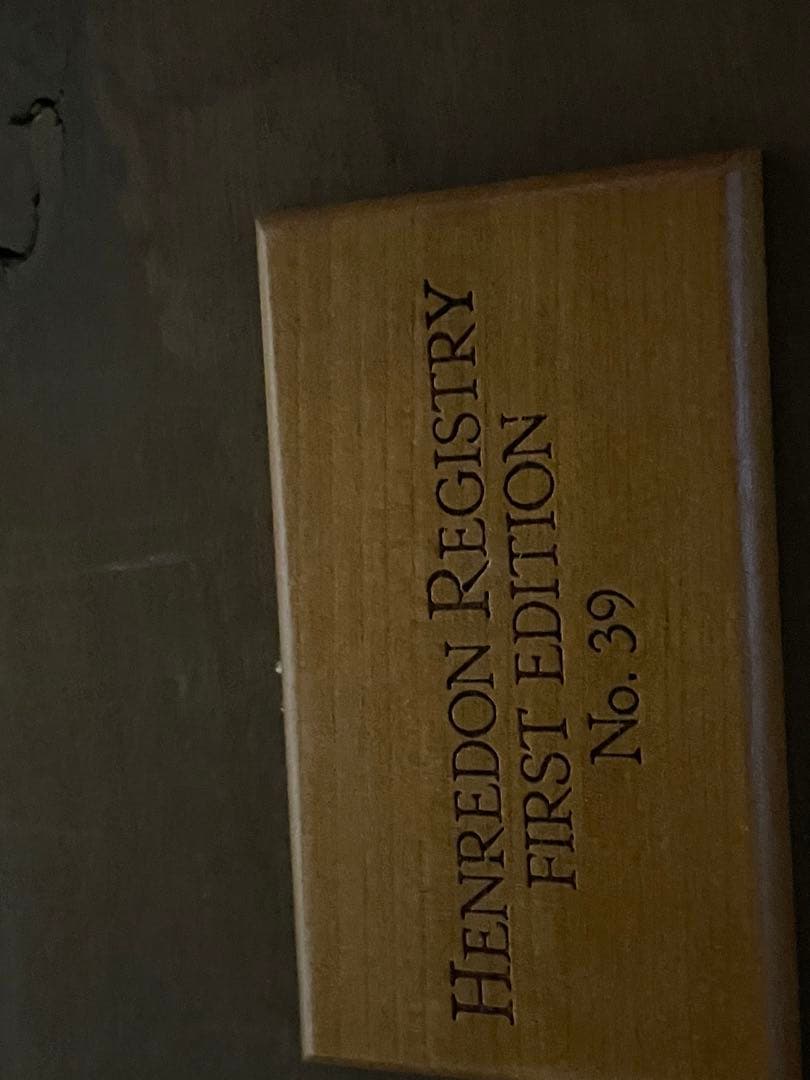 HENREDON REGISTRY
FIRST EDITION
No. 39